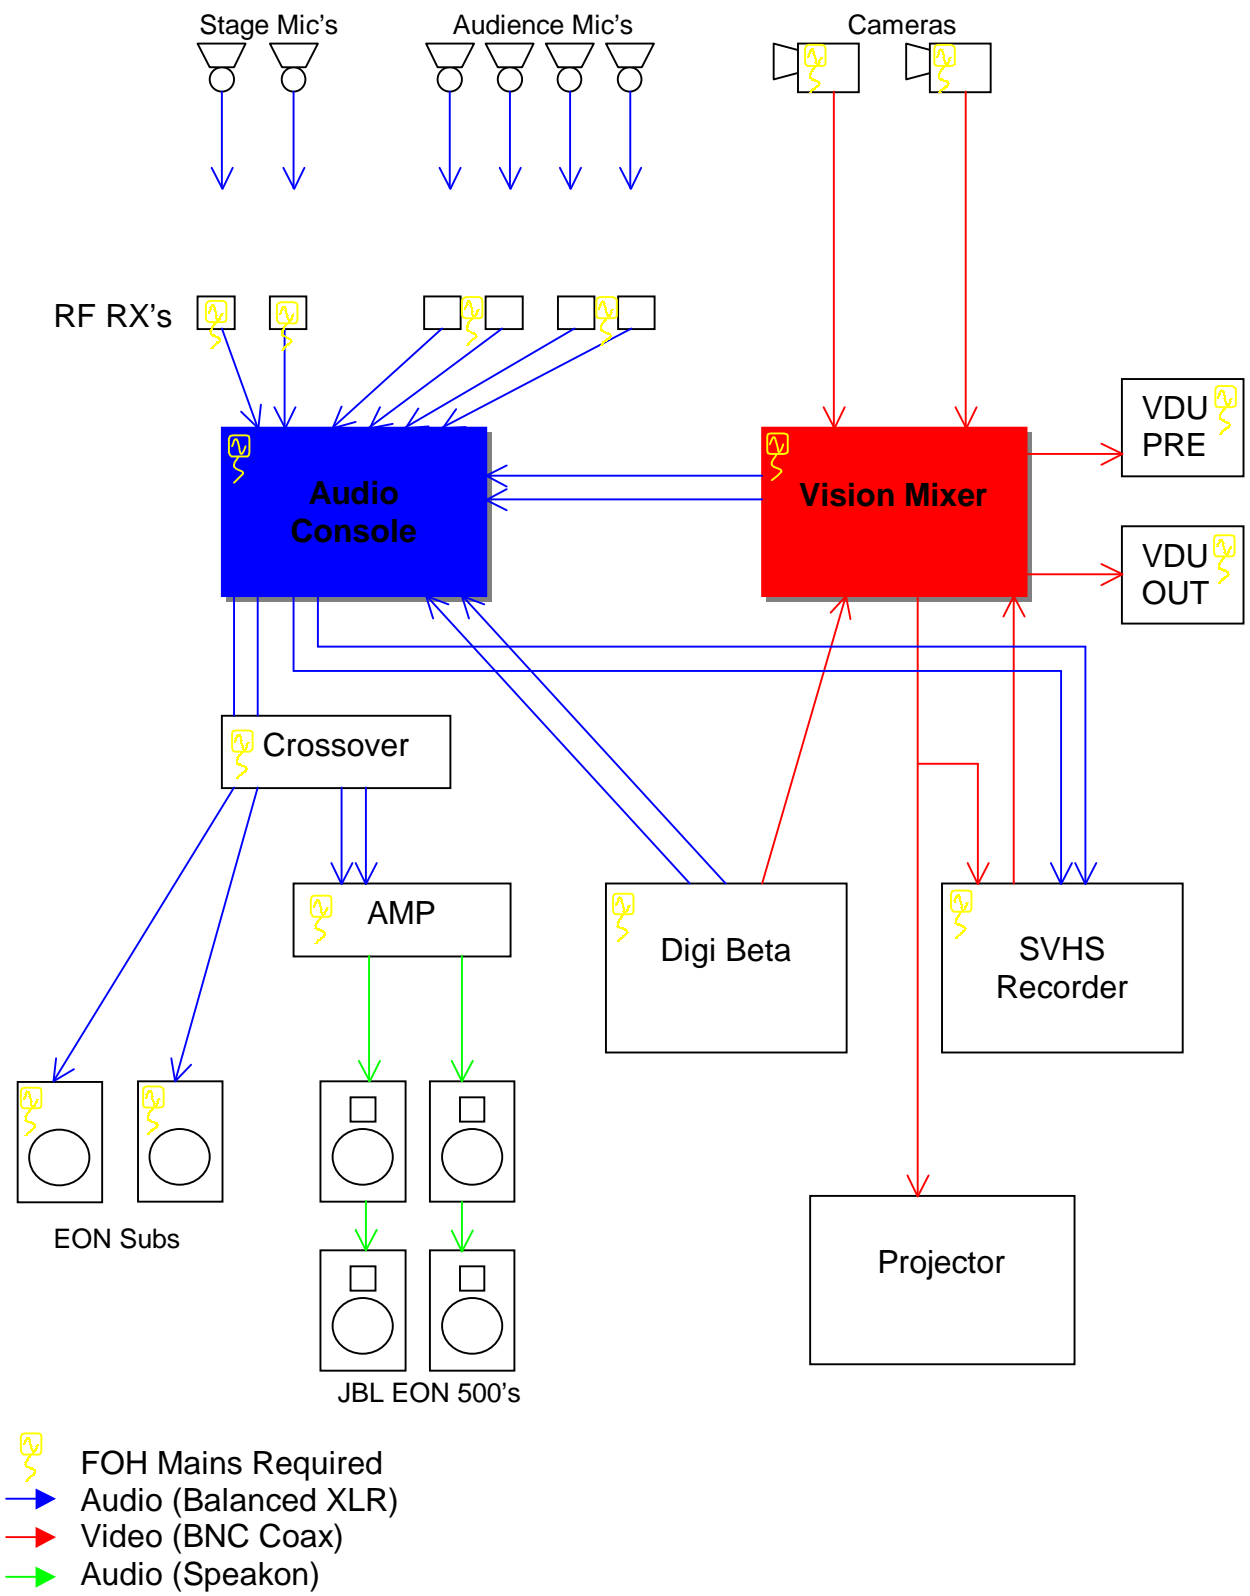 Stage Mic's
Audience Mic's
Cameras
RF RX's
VDU
PRE
Audio
Console
Vision Mixer
VDU
OUT
Crossover
AMP
Digi Beta
SVHS
Recorder
EON Subs
Projector
JBL EON 500's
FOH Mains Required
Audio (Balanced XLR)
Video (BNC Coax)
Audio (Speakon)